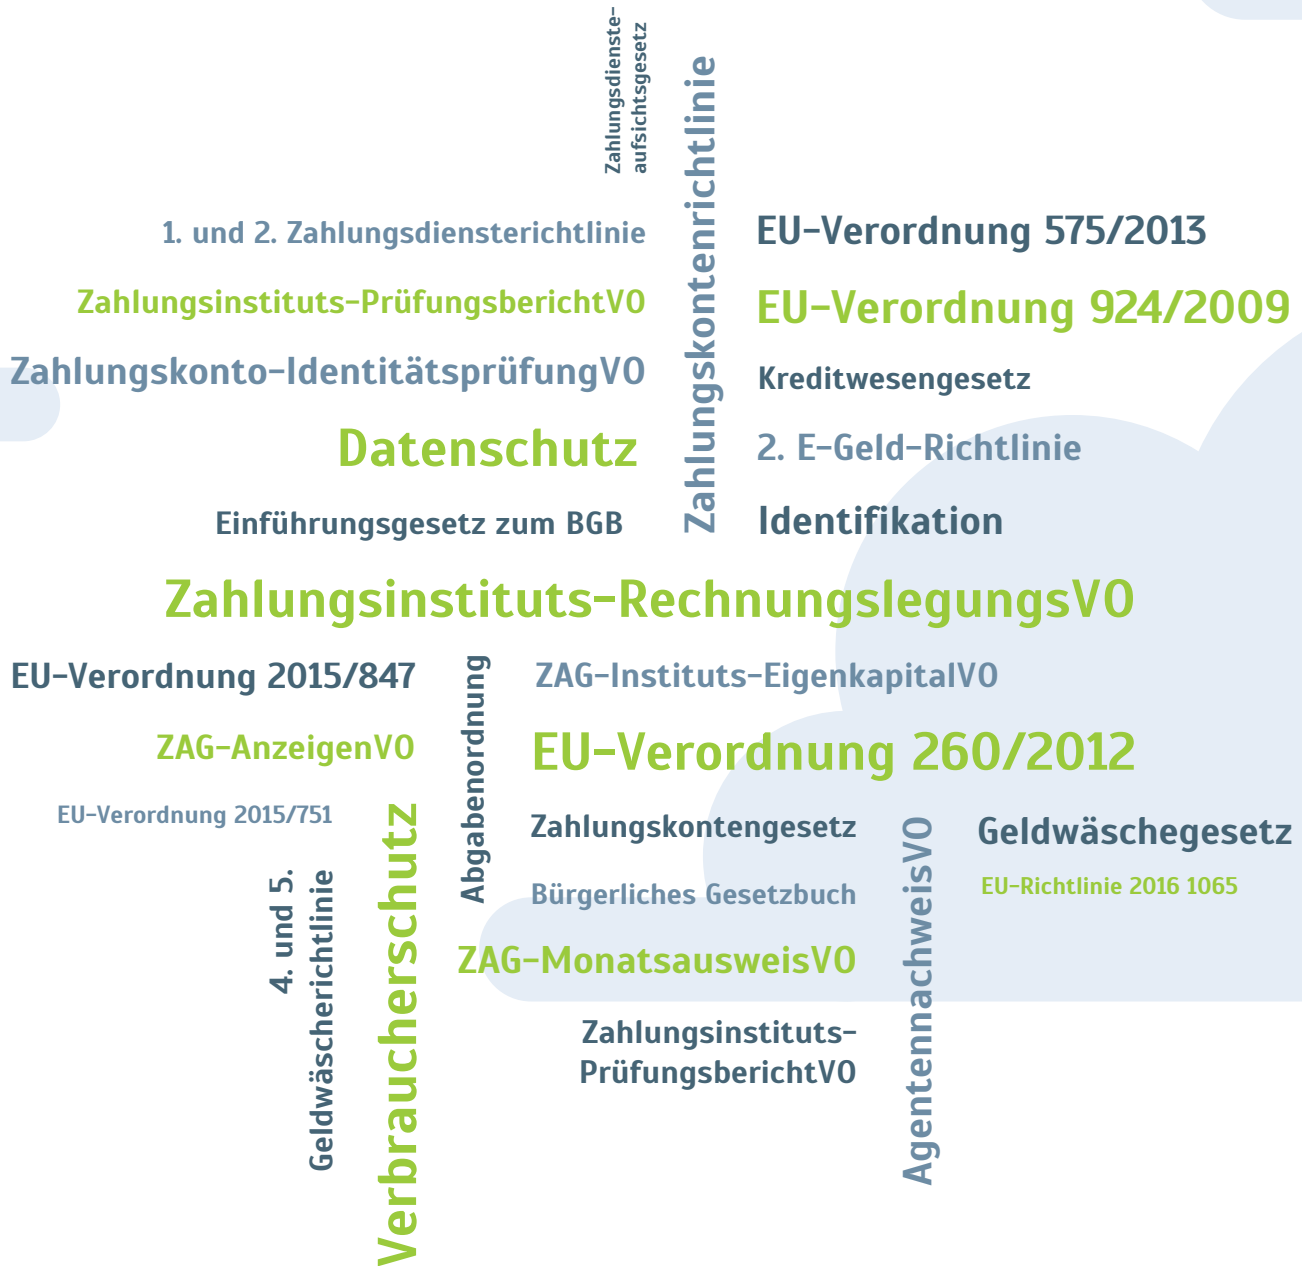 Zahlungsdienste-
aufsichtsgesetz
Zahlungskontenrichtlinie
1. und 2. Zahlungsdiensterichtlinie
EU-Verordnung 575/2013
Zahlungsinstituts-PrüfungsberichtVO
EU-Verordnung 924/2009
Zahlungskonto-IdentitätsprüfungVO
Kreditwesengesetz
Datenschutz
2. E-Geld-Richtlinie
Einführungsgesetz zum BGB
Identifikation
Zahlungsinstituts-RechnungslegungsVO
EU-Verordnung 2015/847
Abgabenordnung
ZAG-Instituts-EigenkapitalVO
ZAG-AnzeigenVO
EU-Verordnung 260/2012
EU-Verordnung 2015/751
Verbraucherschutz
Zahlungskontengesetz
AgentennachweisVO
Geldwäschegesetz
4. und 5.
Geldwäscherichtlinie
Bürgerliches Gesetzbuch
EU-Richtlinie 2016 1065
ZAG-MonatsausweisVO
Zahlungsinstituts-
PrüfungsberichtVO